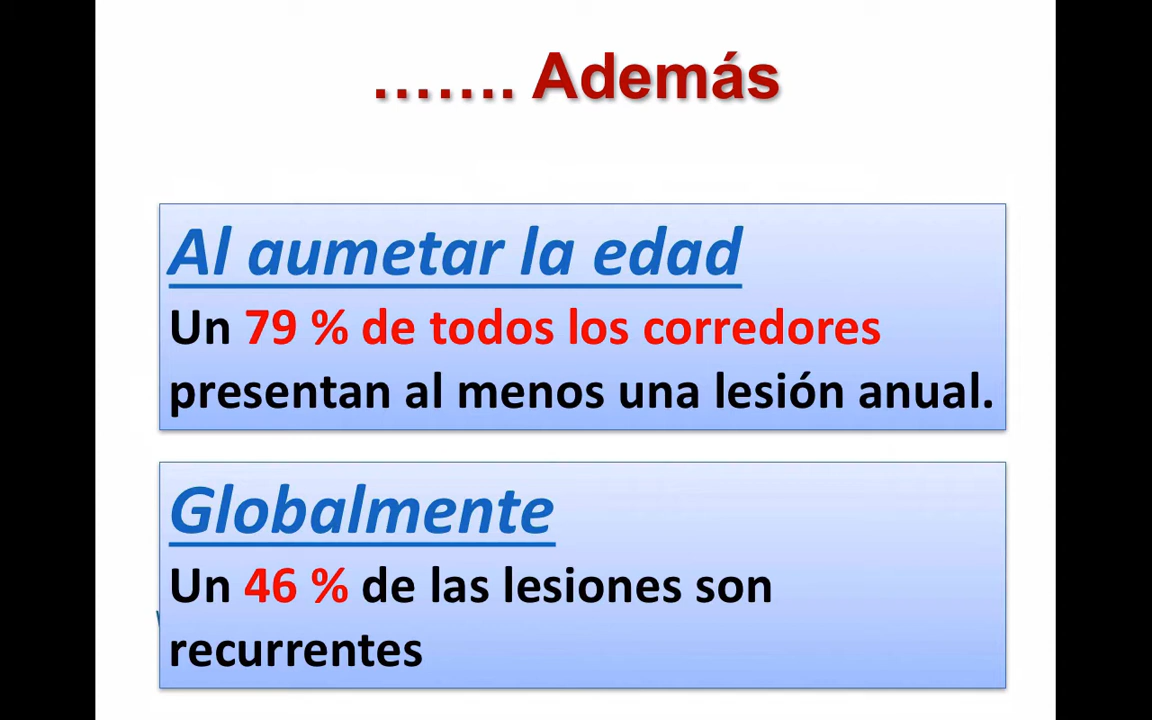 ……. Además
Al aumetar la edad
Un 79 % de todos los corredores
presentan al menos una lesión anual.
Globalmente
Un 46 % de las lesiones son
recurrentes